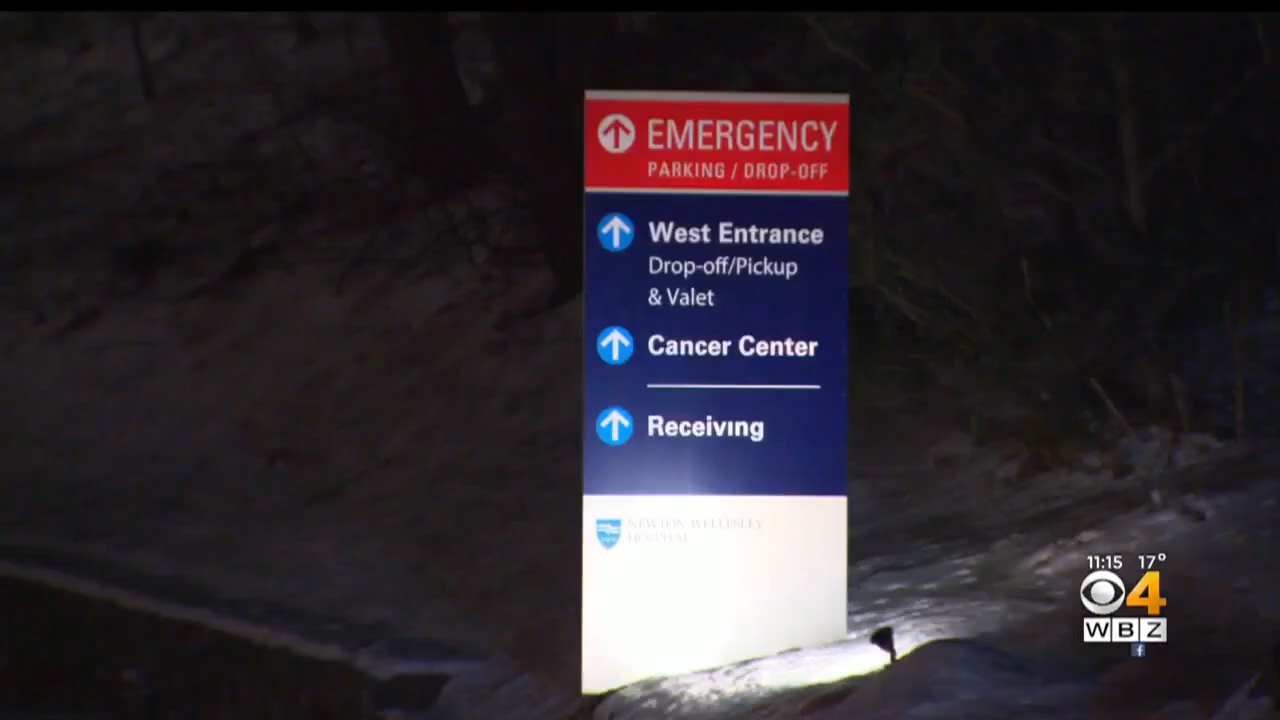 EMERGENCY
PARKING / DROP-OFF
West Entrance
Drop-off/Pickup
& Valet
Cancer Center
Receiving
NEWTON-WELLESLEY
HOSPITAL
11:15 17°
4
WBZ
f